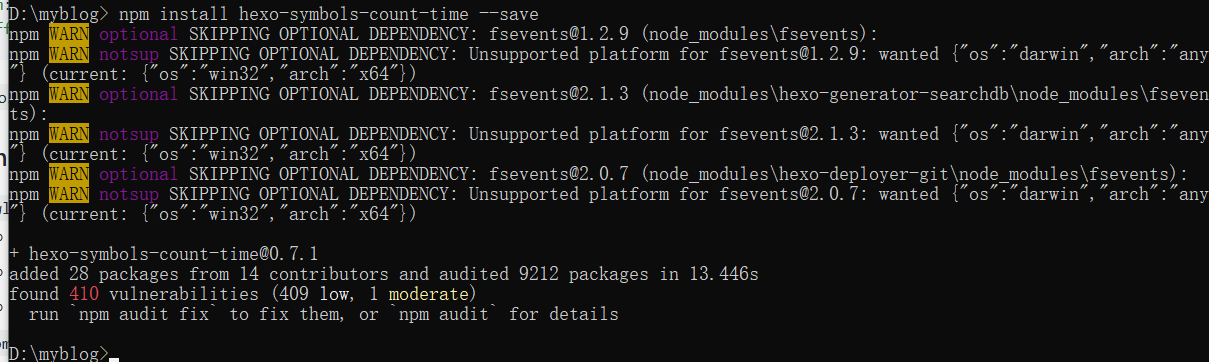 D:\myblog> npm install hexo-symbols-count-time --save
npm WARN optional SKIPPING OPTIONAL DEPENDENCY: fsevents@1.2.9 (node_modules\fsevents):
npm WARN notsup SKIPPING OPTIONAL DEPENDENCY: Unsupported platform for fsevents@1.2.9: wanted {"os":"darwin","arch":"any
"} (current: {"os":"win32","arch":"x64"})
npm WARN optional SKIPPING OPTIONAL DEPENDENCY: fsevents@2.1.3 (node_modules\hexo-generator-searchdb\node_modules\fseven
ts):
npm WARN notsup SKIPPING OPTIONAL DEPENDENCY: Unsupported platform for fsevents@2.1.3: wanted {"os":"darwin","arch":"any
"} (current: {"os":"win32","arch":"x64"})
npm WARN optional SKIPPING OPTIONAL DEPENDENCY: fsevents@2.0.7 (node_modules\hexo-deployer-git\node_modules\fsevents):
npm WARN notsup SKIPPING OPTIONAL DEPENDENCY: Unsupported platform for fsevents@2.0.7: wanted {"os":"darwin","arch":"any
"} (current: {"os":"win32","arch":"x64"})
+ hexo-symbols-count-time@0.7.1
added 28 packages from 14 contributors and audited 9212 packages in 13.446s
found 410 vulnerabilities (409 low, 1 moderate)
run `npm audit fix` to fix them, or `npm audit` for details
D:\myblog>